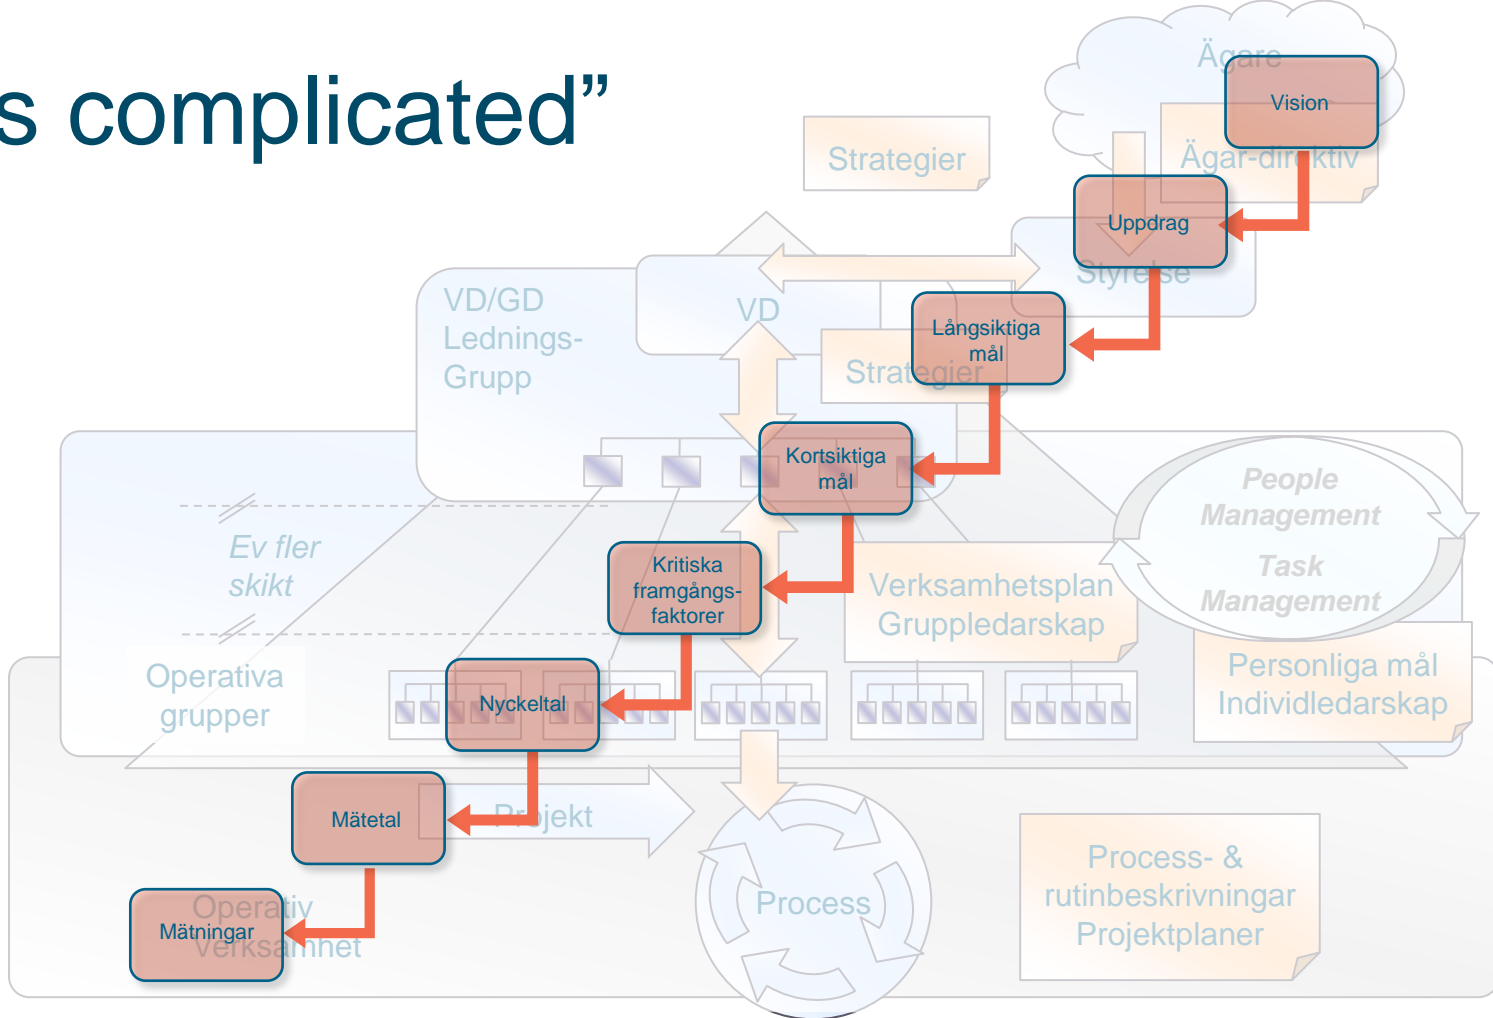 s complicated”
Ägare
Vision
Strategier
Ägar-direktiv
Uppdrag
Styrelse
VD/GD
Lednings-
Grupp
VD
Långsiktiga
mål
Strategier
Kortsiktiga
mål
People
Management
Task
Management
Ev fler
skikt
Kritiska
framgångs-
faktorer
Verksamhetsplan
Gruppledarskap
Operativa
grupper
Nyckeltal
Personliga mål
Individledarskap
Mätetal
Projekt
Process- &
rutinbeskrivningar
Projektplaner
Process
Operativ
Verksamhet
Mätningar